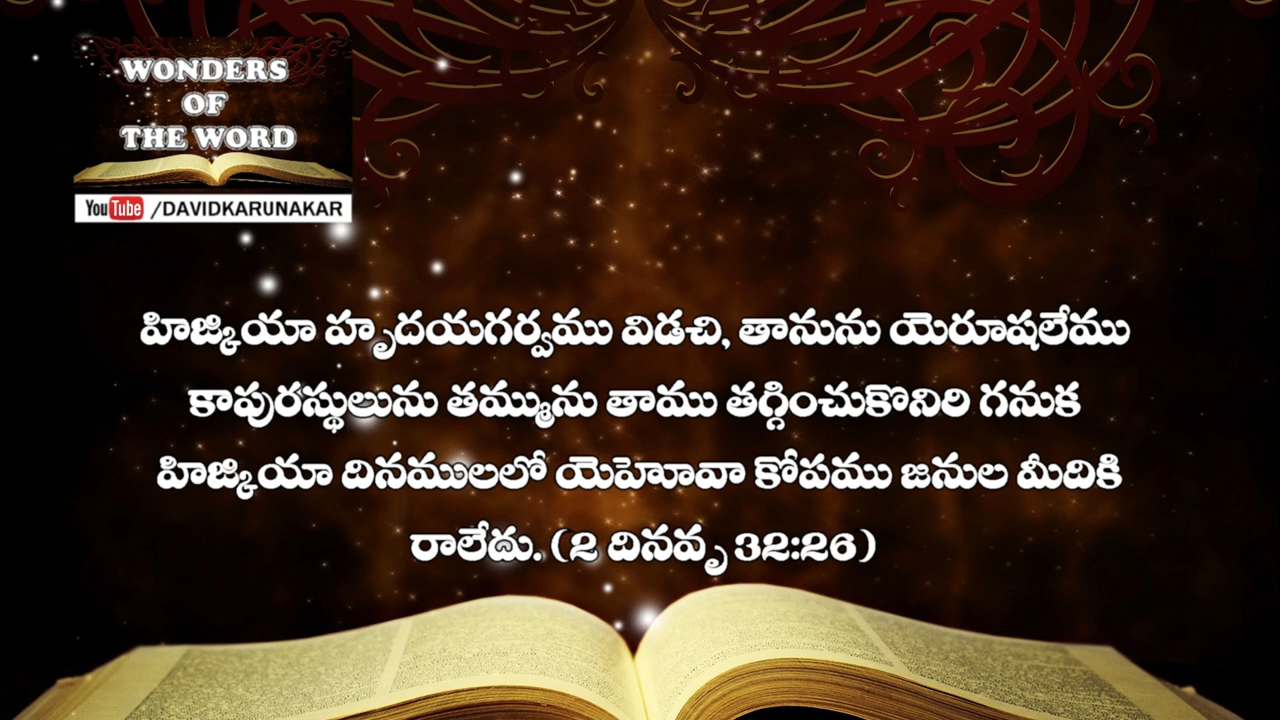 WONDERS
OF
THE WORD
YouTube /DAVIDKARUNAKAR
హిజ్కియా హృదయగర్వము విడచి, తానును యెరూషలేము
కాపురస్థులును తమ్మును తాము తగ్గించుకొనిరి గనుక
హిజ్కియా దినములలో యెహోవా కోపము జనుల మీదికి
రాలేదు. (2 దినవృ 32:26)